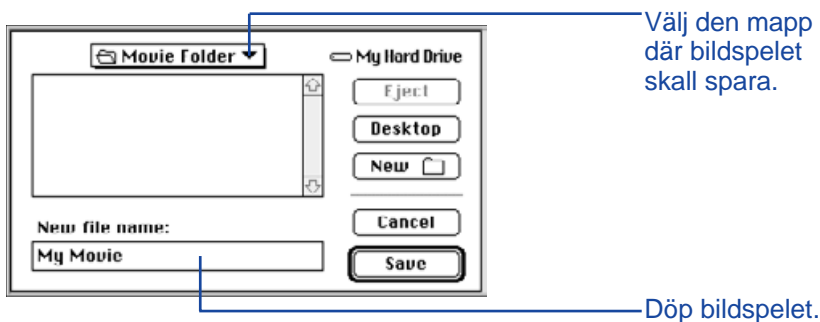 Välj den mapp
där bildspelet
skall spara.
Movie Folder
My Hard Drive
Eject
Desktop
New
New file name:
Cancel
My Movie
Save
Döp bildspelet.